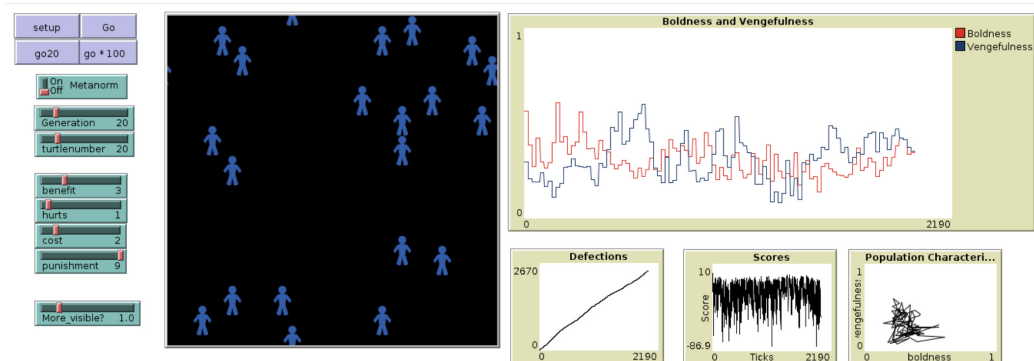 setup
Go
go20
go * 100
On
Off
Metanorm
Generation 20
turtlenumber 20
benefit 3
hurts 1
cost 2
punishment 9
More_visible? 1.0
Boldness and Vengefulness
1
0
0
2190
Boldness
Vengefulness
Defections
2670
0
0
2190
Scores
Score
10
-86.9
0
Ticks
2190
Population Characteri...
vengefulness
1
0
0
boldness
1